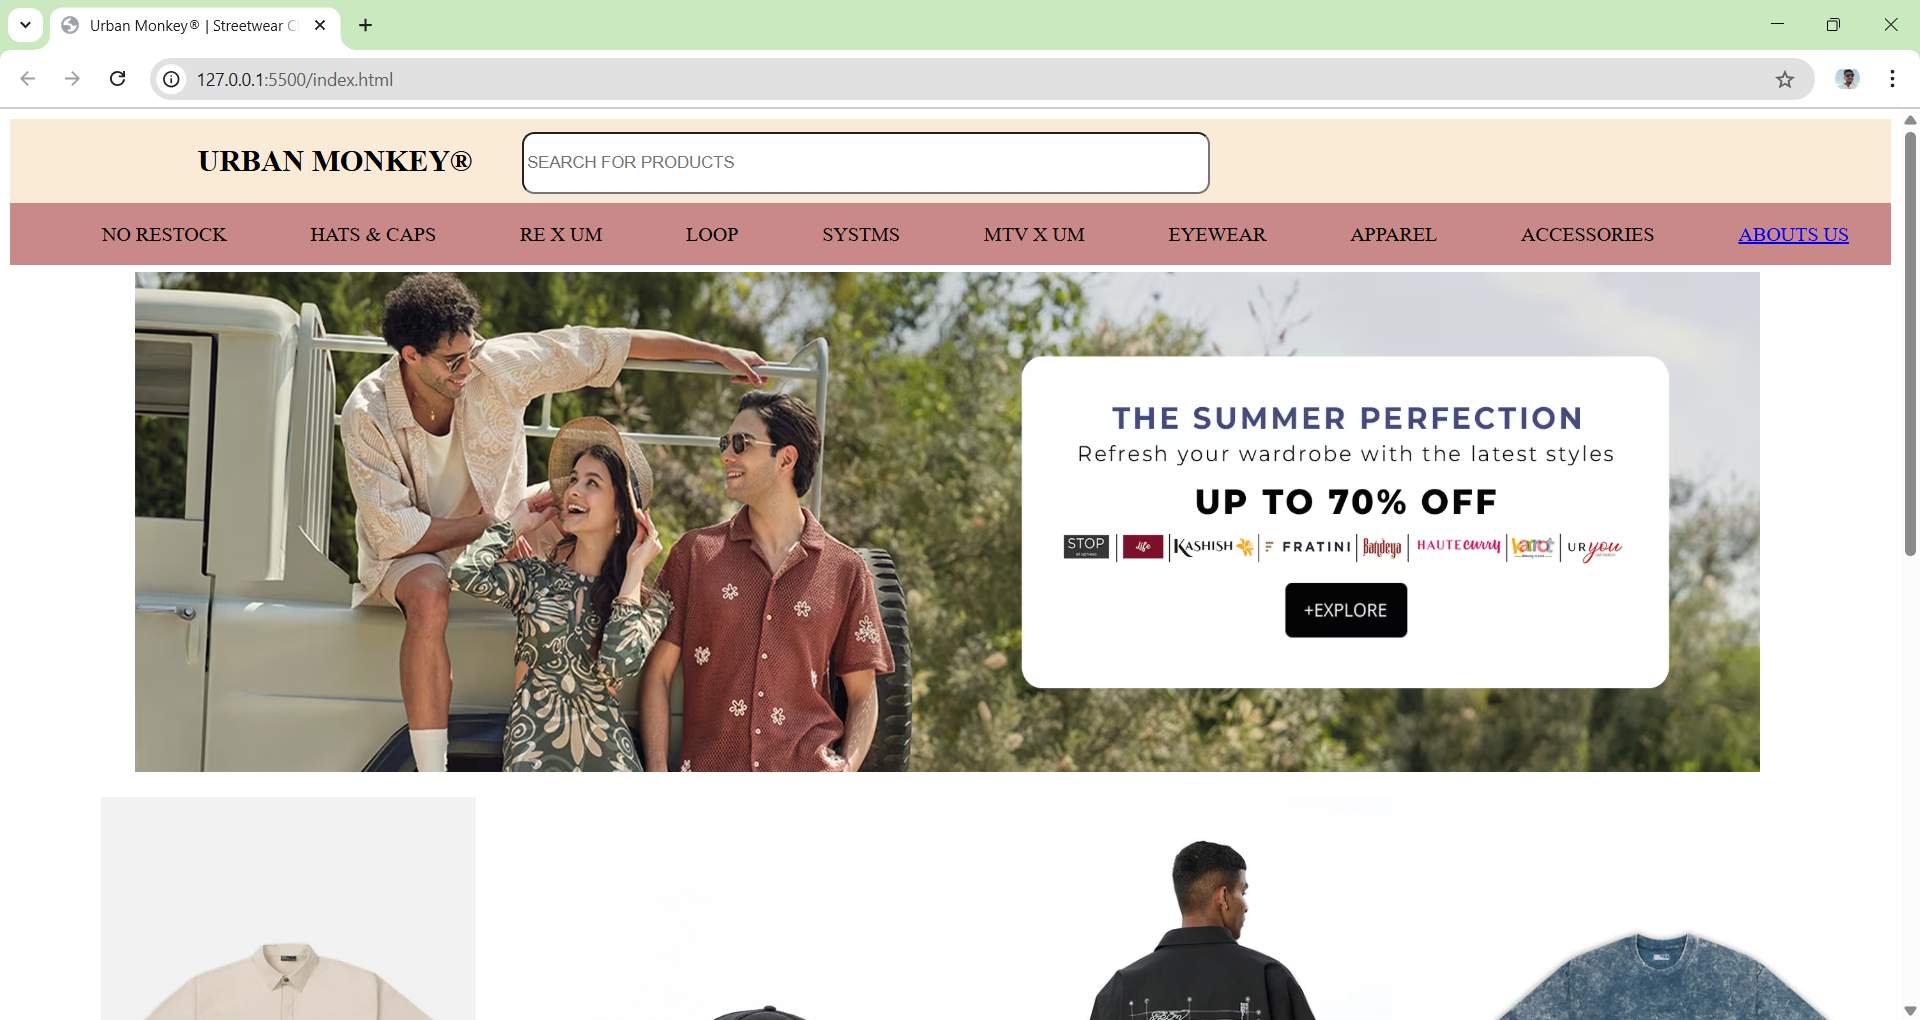 Urban Monkey® | Streetwear C
127.0.0.1:5500/index.html
URBAN MONKEY®
SEARCH FOR PRODUCTS
NO RESTOCK HATS & CAPS RE X UM LOOP SYSTMS MTV X UM EYEWEAR APPAREL ACCESSORIES ABOUTS US
THE SUMMER PERFECTION
Refresh your wardrobe with the latest styles
UP TO 70% OFF
STOP life KASHISH FRATINI Bandeya HAUTECURRY Karrot URYOU
+EXPLORE